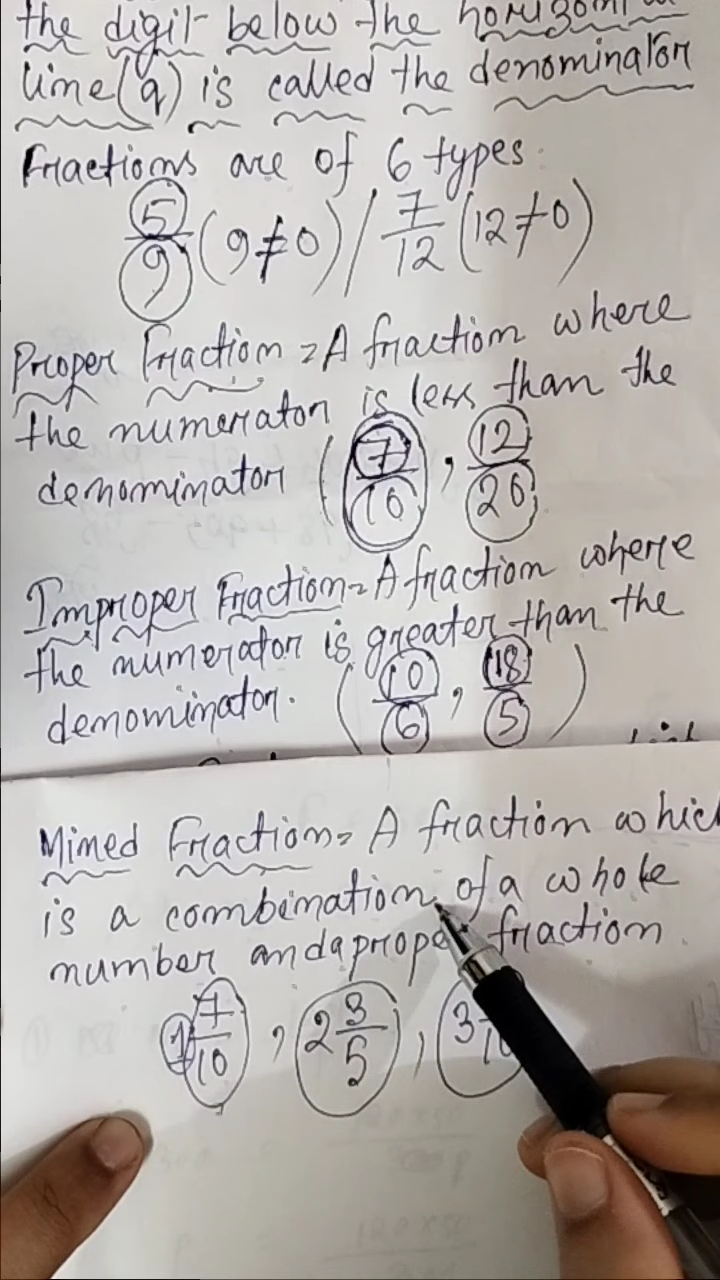 the digit below the horizontal
line(q) is called the denominator
Fractions are of 6 types.
5/9 (9≠0) / 7/12 (12≠0)
Proper Fraction = A fraction where
the numerator is less than the
denominator ( 7/10 , 12/20
Improper Fraction = A fraction where
the numerator is greater than the
denominator. ( 10/6 , 18/5 )
Mixed Fraction = A fraction which
is a combination of a whole
number and a proper fraction.
1 7/10 , 2 3/5 , 3